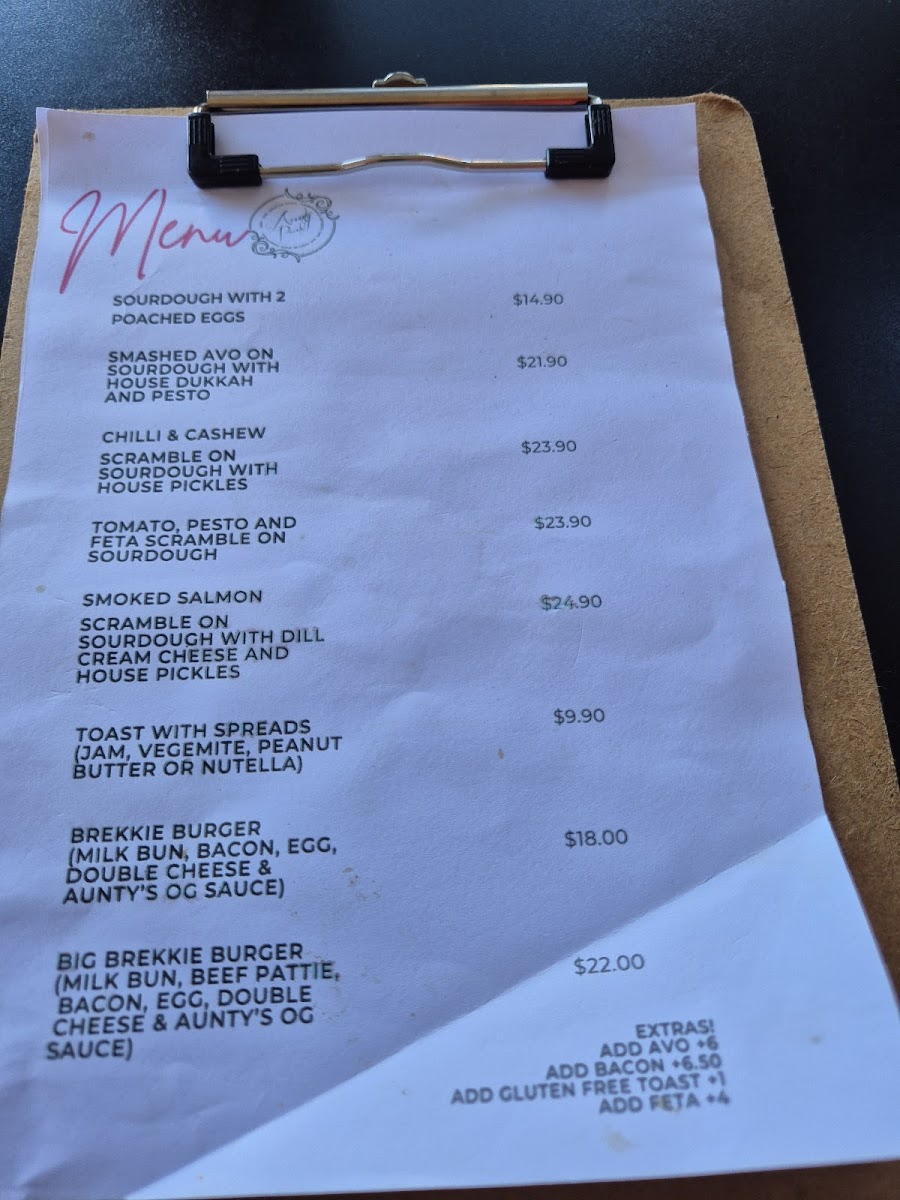 Menu
SOURDOUGH WITH 2
POACHED EGGS
$14.90
SMASHED AVO ON
SOURDOUGH WITH
HOUSE DUKKAH
AND PESTO
$21.90
CHILLI & CASHEW
SCRAMBLE ON
SOURDOUGH WITH
HOUSE PICKLES
$23.90
TOMATO, PESTO AND
FETA SCRAMBLE ON
SOURDOUGH
$23.90
SMOKED SALMON
SCRAMBLE ON
SOURDOUGH WITH DILL
CREAM CHEESE AND
HOUSE PICKLES
$24.90
TOAST WITH SPREADS
(JAM, VEGEMITE, PEANUT
BUTTER OR NUTELLA)
$9.90
BREKKIE BURGER
(MILK BUN, BACON, EGG,
DOUBLE CHEESE &
AUNTY'S OG SAUCE)
$18.00
BIG BREKKIE BURGER
(MILK BUN, BEEF PATTIE,
BACON, EGG, DOUBLE
CHEESE & AUNTY'S OG
SAUCE)
$22.00
EXTRAS!
ADD AVO +6
ADD BACON +6.50
ADD GLUTEN FREE TOAST +1
ADD FETA +4